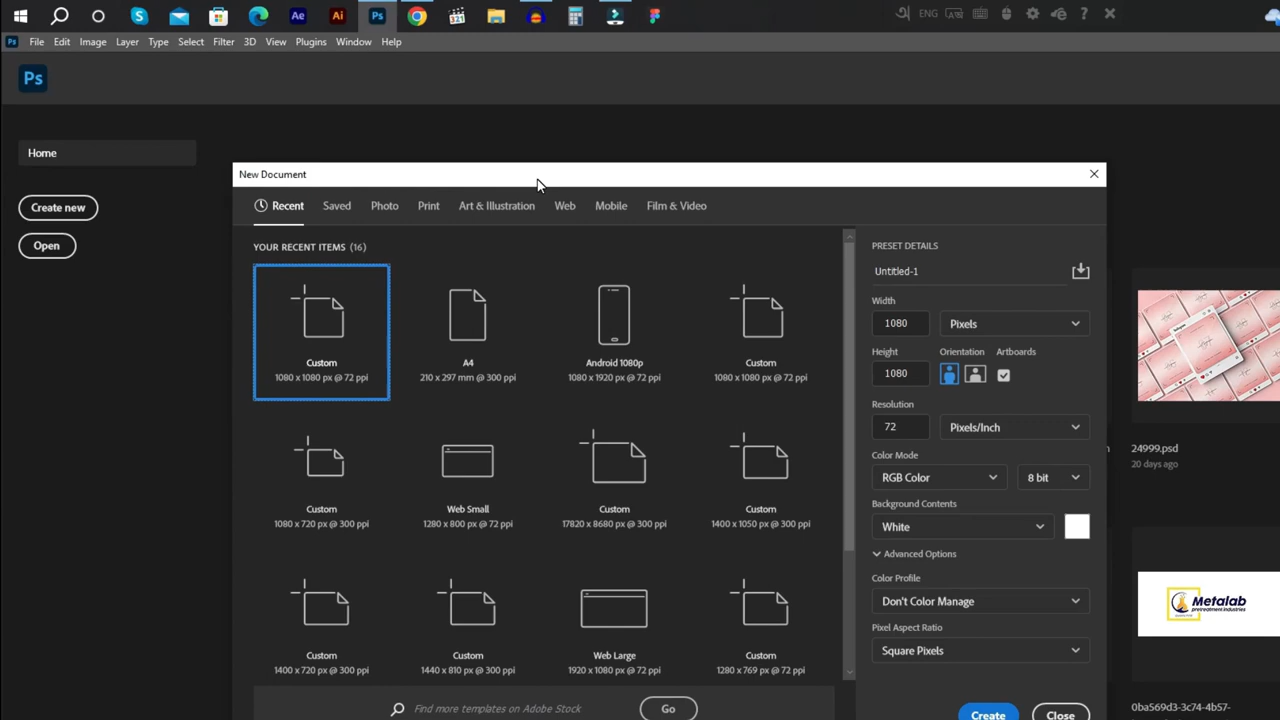 Ae Ai Ps 321 ENG
Ps File Edit Image Layer Type Select Filter 3D View Plugins Window Help
Ps
Home
Create new
Open
New Document
Recent Saved Photo Print Art & Illustration Web Mobile Film & Video
YOUR RECENT ITEMS (16)
Custom A4 Android 1080p Custom
1080 x 1080 px @ 72 ppi 210 x 297 mm @ 300 ppi 1080 x 1920 px @ 72 ppi 1080 x 1080 px @ 72 ppi
Custom Web Small Custom Custom
1080 x 720 px @ 300 ppi 1280 x 800 px @ 72 ppi 17820 x 8680 px @ 300 ppi 1400 x 1050 px @ 300 ppi
Custom Custom Web Large Custom
1400 x 720 px @ 300 ppi 1440 x 810 px @ 300 ppi 1920 x 1080 px @ 72 ppi 1280 x 769 px @ 72 ppi
Find more templates on Adobe Stock Go
PRESET DETAILS
Untitled-1
Width
1080 Pixels
Height Orientation Artboards
1080
Resolution
72 Pixels/Inch
Color Mode
RGB Color 8 bit
Background Contents
White
Advanced Options
Color Profile
Don't Color Manage
Pixel Aspect Ratio
Square Pixels
Create Close
24999.psd
20 days ago
Metalab
pretreatment industries
0ba569d3-3c74-4b57-